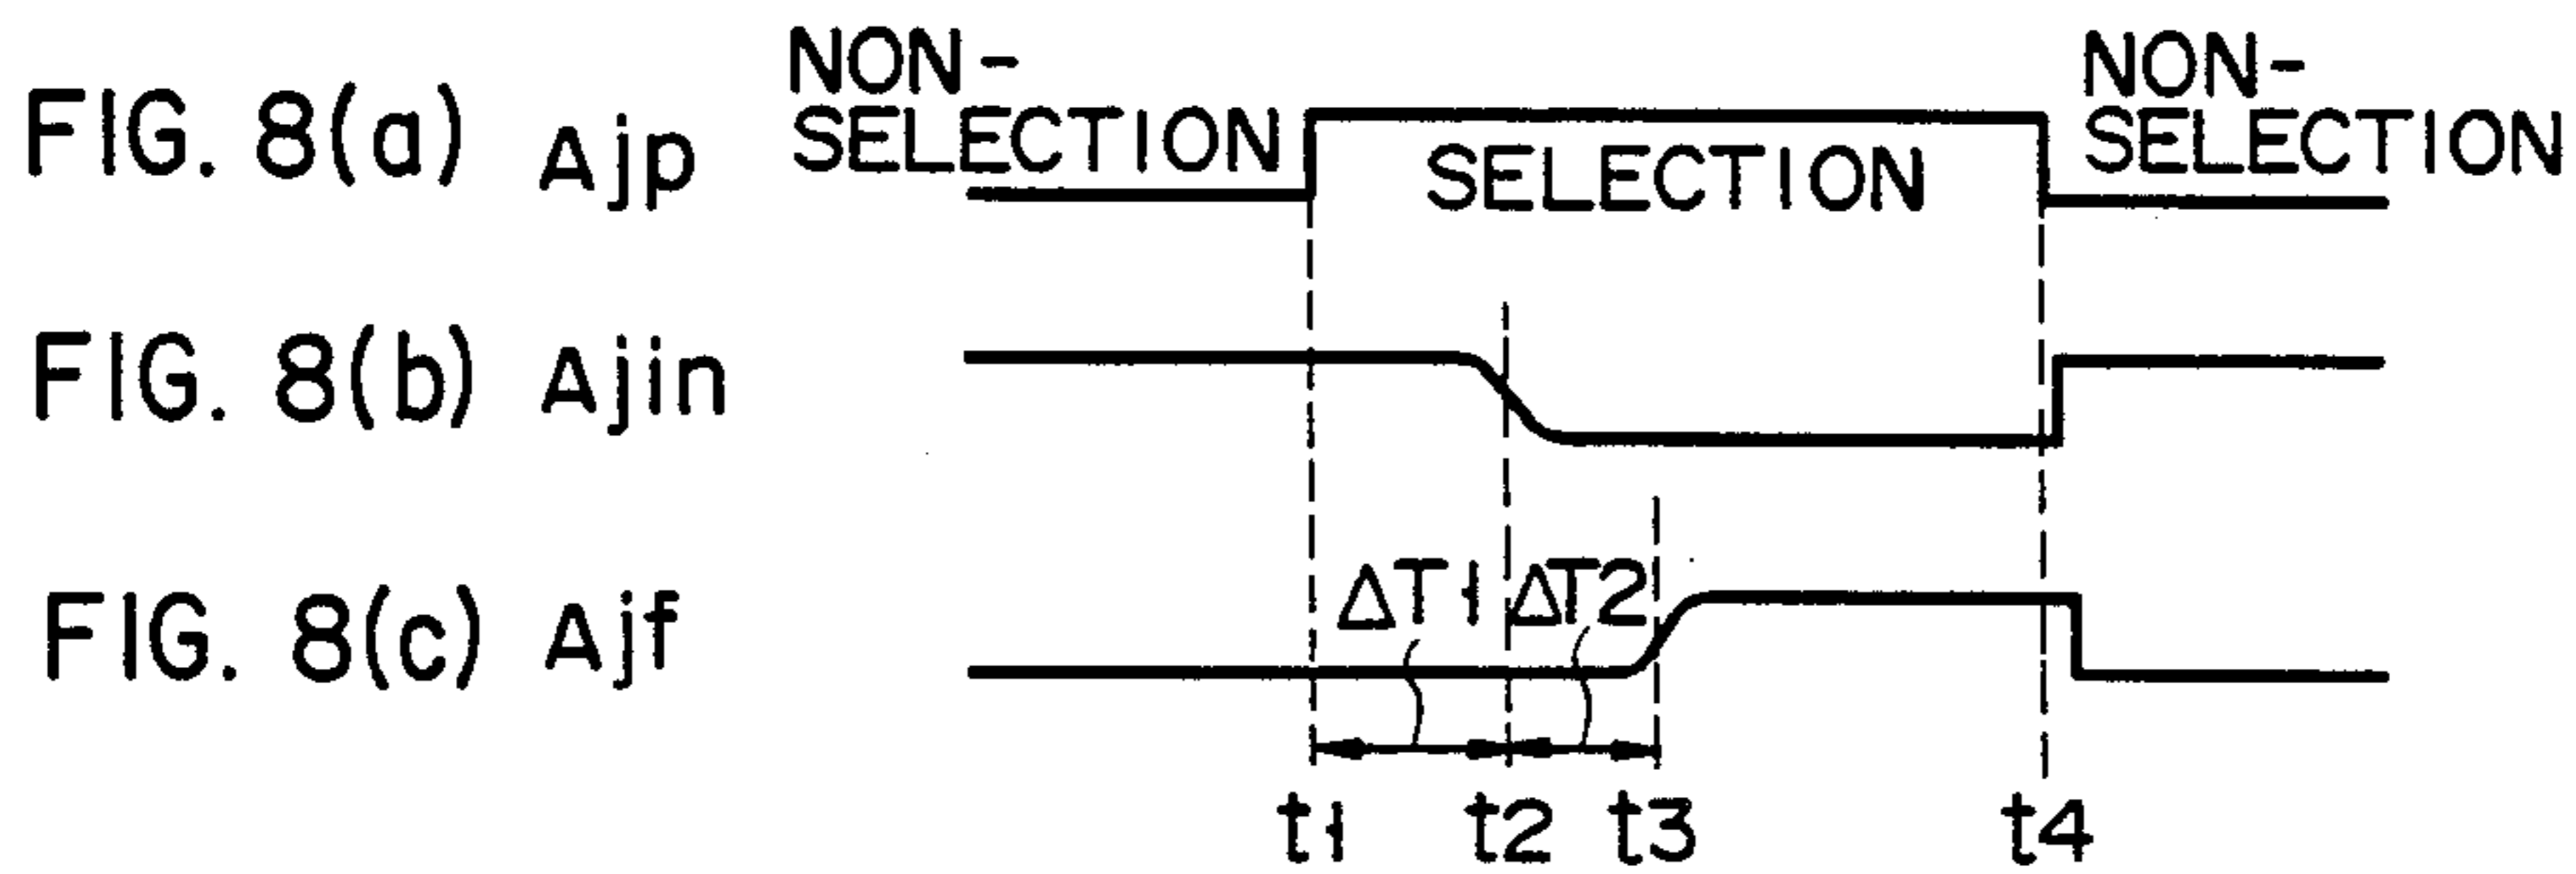 NON- NON-
FIG. 8(a) Ajp SELECTION SELECTION SELECTION
FIG. 8(b) Ajin
FIG. 8(c) Ajf ΔT1 ΔT2
t1 t2 t3 t4